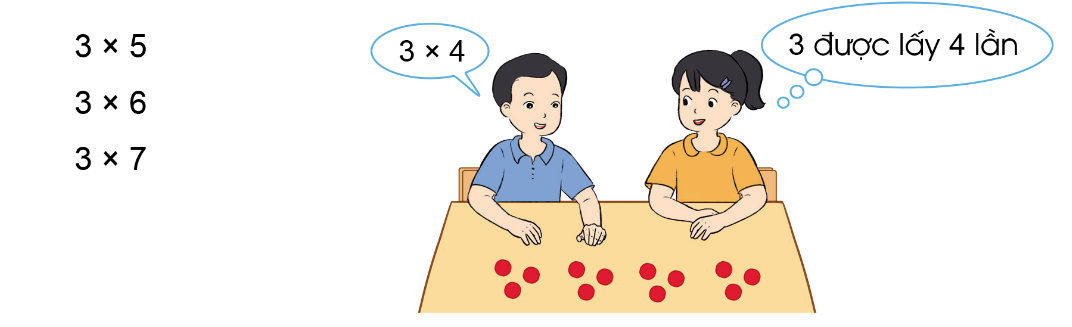 3 × 5
3 × 6
3 × 7
3 × 4
3 được lấy 4 lần